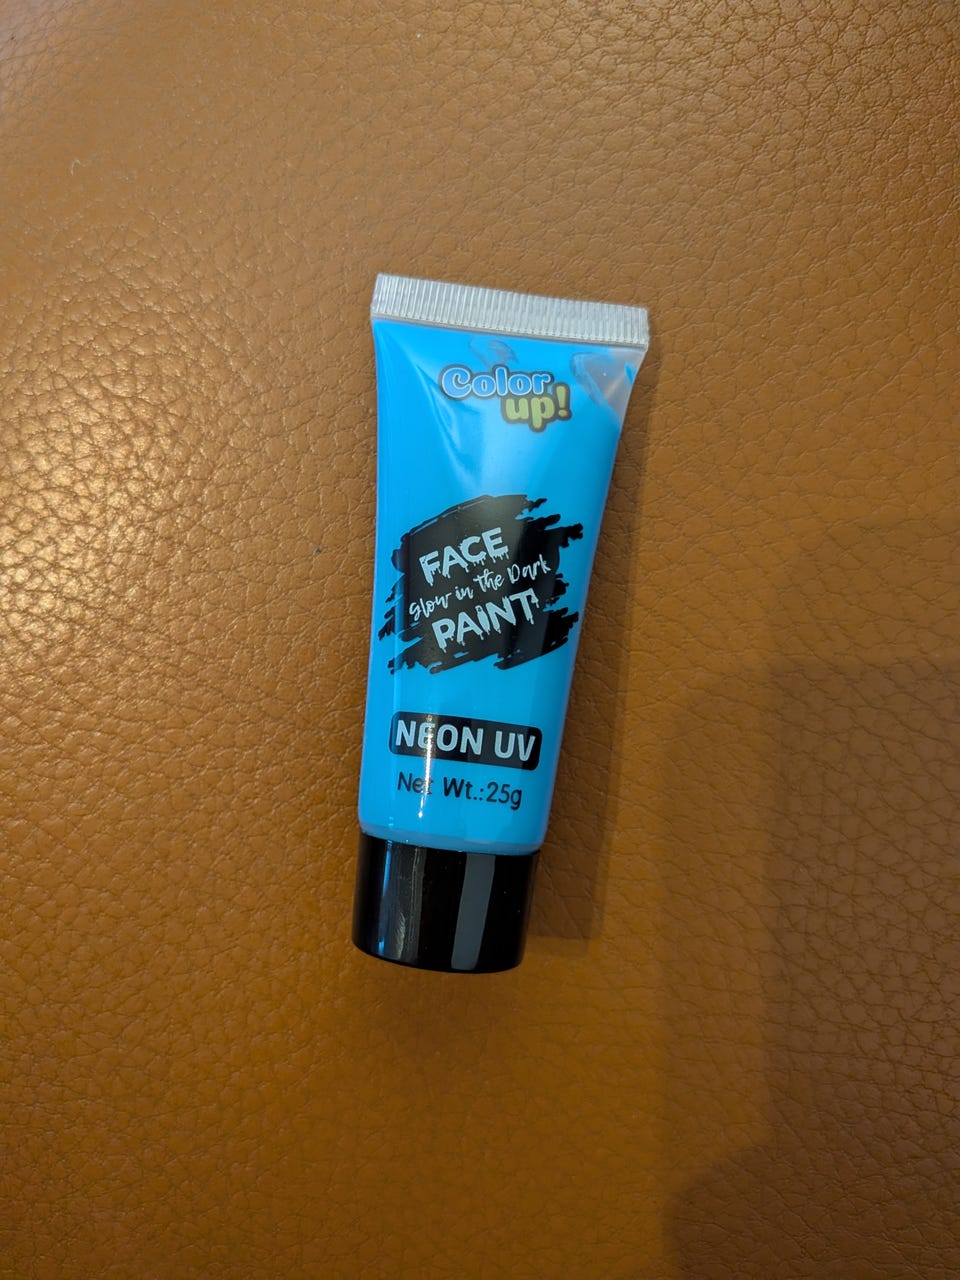 Color
up!
FACE
Glow in the Dark
PAINT
NEON UV
Net Wt.:25g